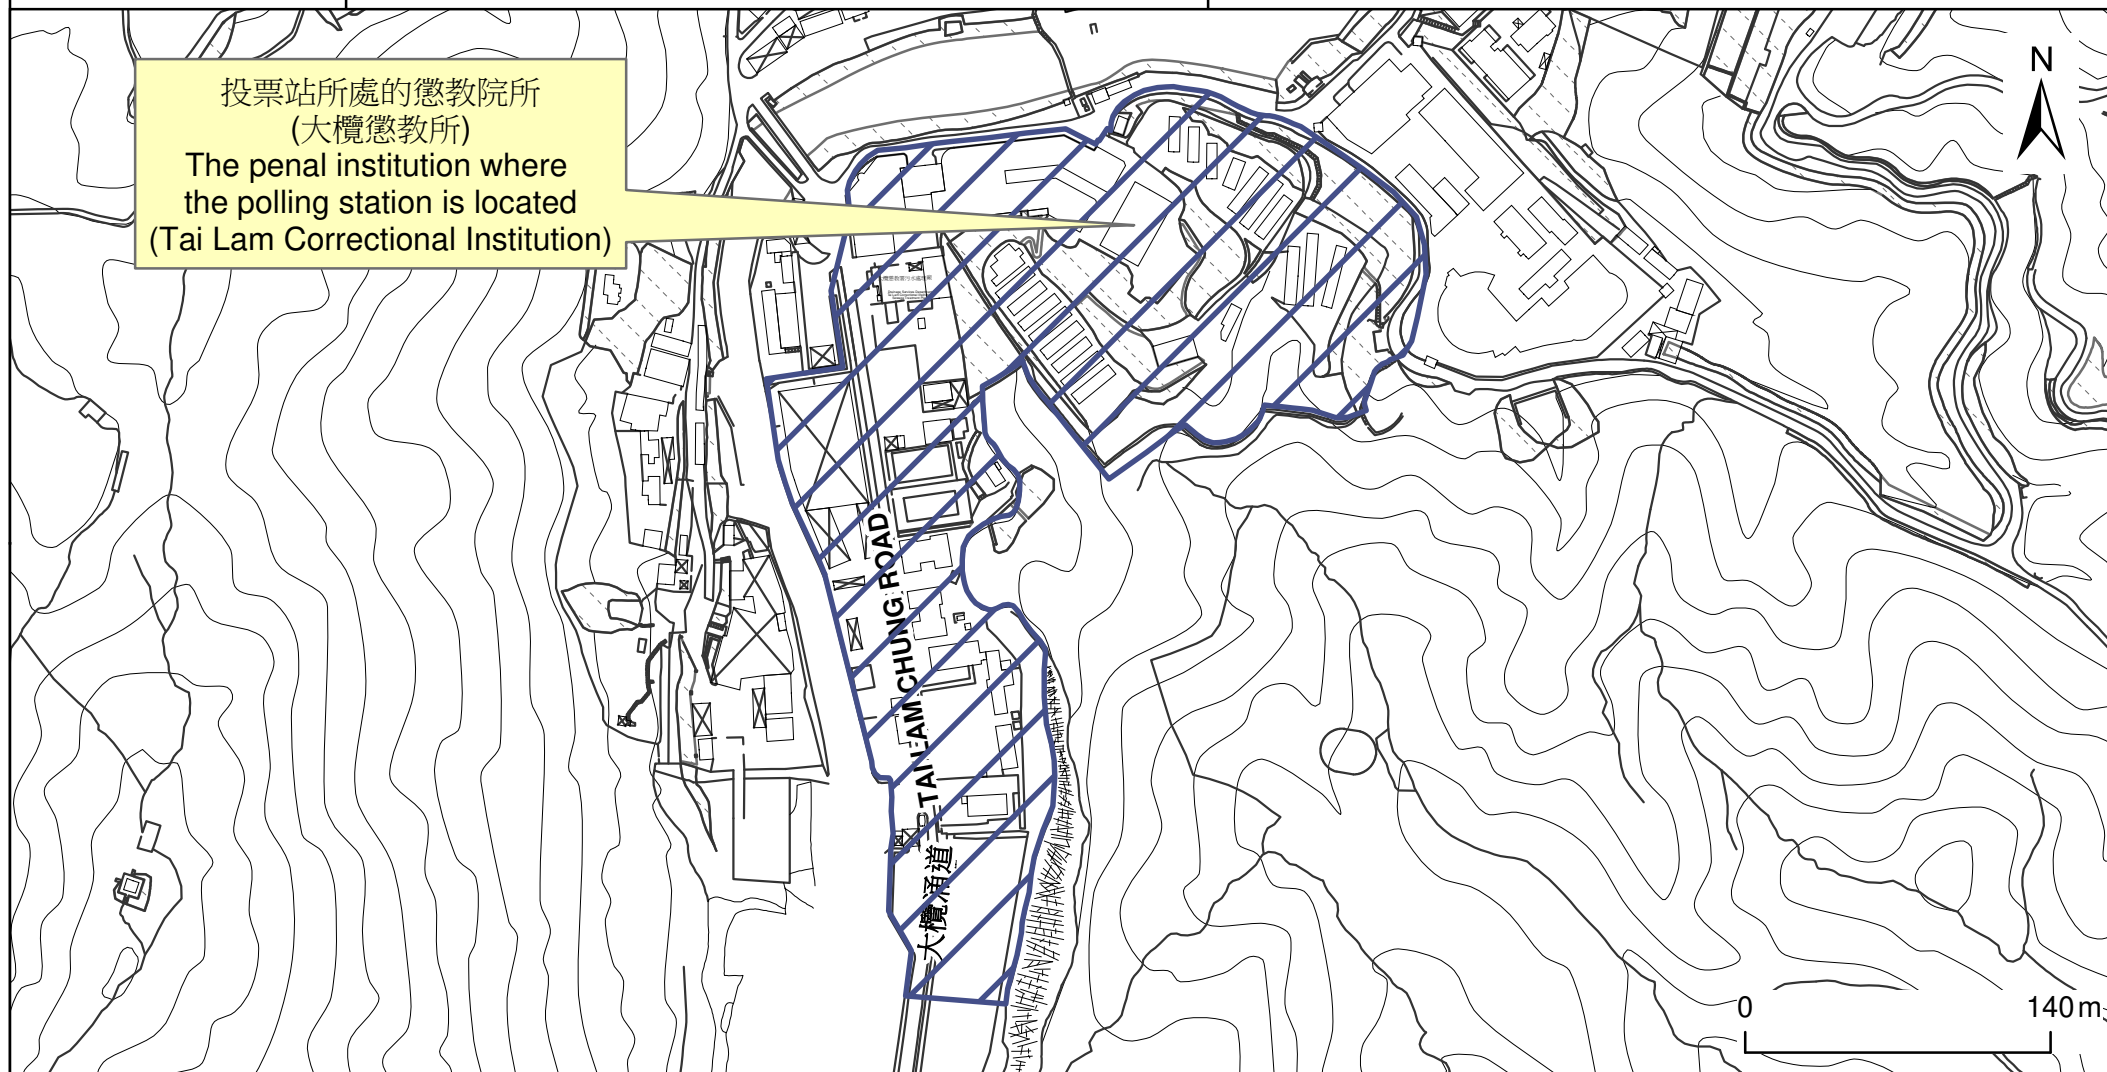 投票站所處的懲教院所
(大欖懲教所)
The penal institution where
the polling station is located
(Tai Lam Correctional Institution)
N
TAI LAM CHUNG ROAD
大欖涌道
0 140 m